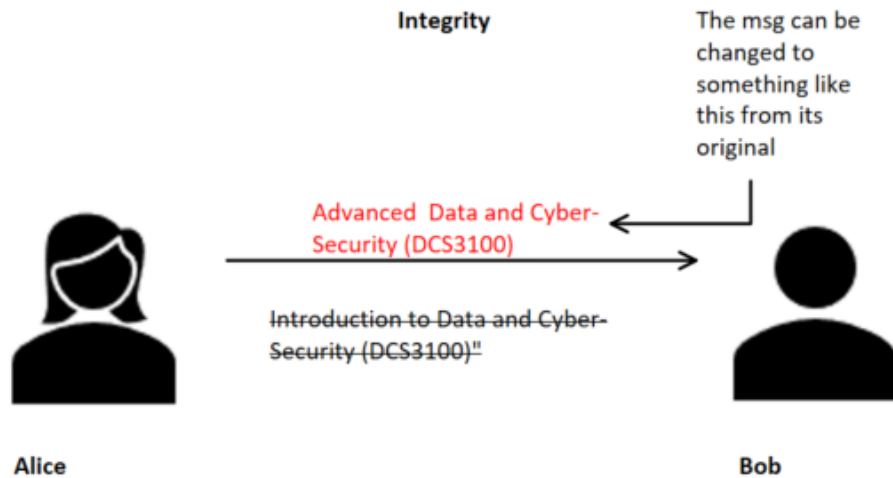 Integrity
The msg can be
changed to
something like
this from its
original
Advanced Data and Cyber-
Security (DCS3100)
Introduction to Data and Cyber-
Security (DCS3100)"
Alice
Bob